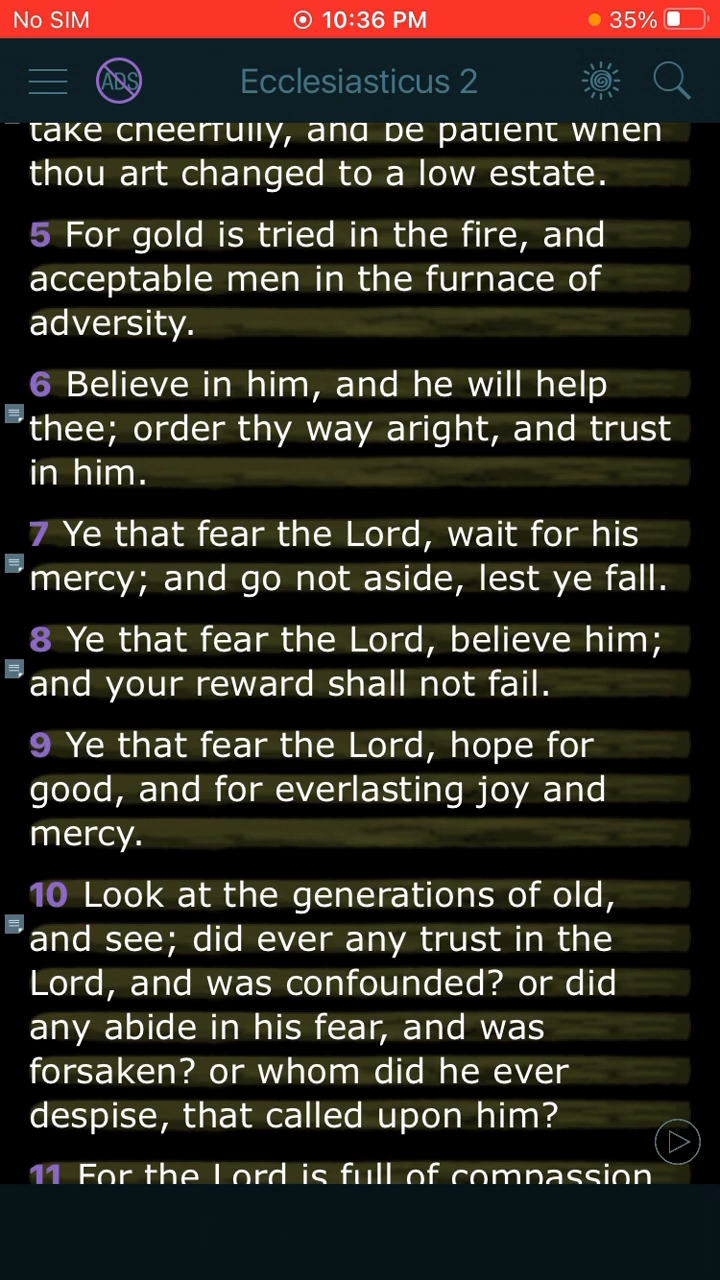 No SIM 10:36 PM 35%
ADS Ecclesiasticus 2
take cheerfully, and be patient when
thou art changed to a low estate.
5 For gold is tried in the fire, and
acceptable men in the furnace of
adversity.
6 Believe in him, and he will help
thee; order thy way aright, and trust
in him.
7 Ye that fear the Lord, wait for his
mercy; and go not aside, lest ye fall.
8 Ye that fear the Lord, believe him;
and your reward shall not fail.
9 Ye that fear the Lord, hope for
good, and for everlasting joy and
mercy.
10 Look at the generations of old,
and see; did ever any trust in the
Lord, and was confounded? or did
any abide in his fear, and was
forsaken? or whom did he ever
despise, that called upon him?
11 For the Lord is full of compassion